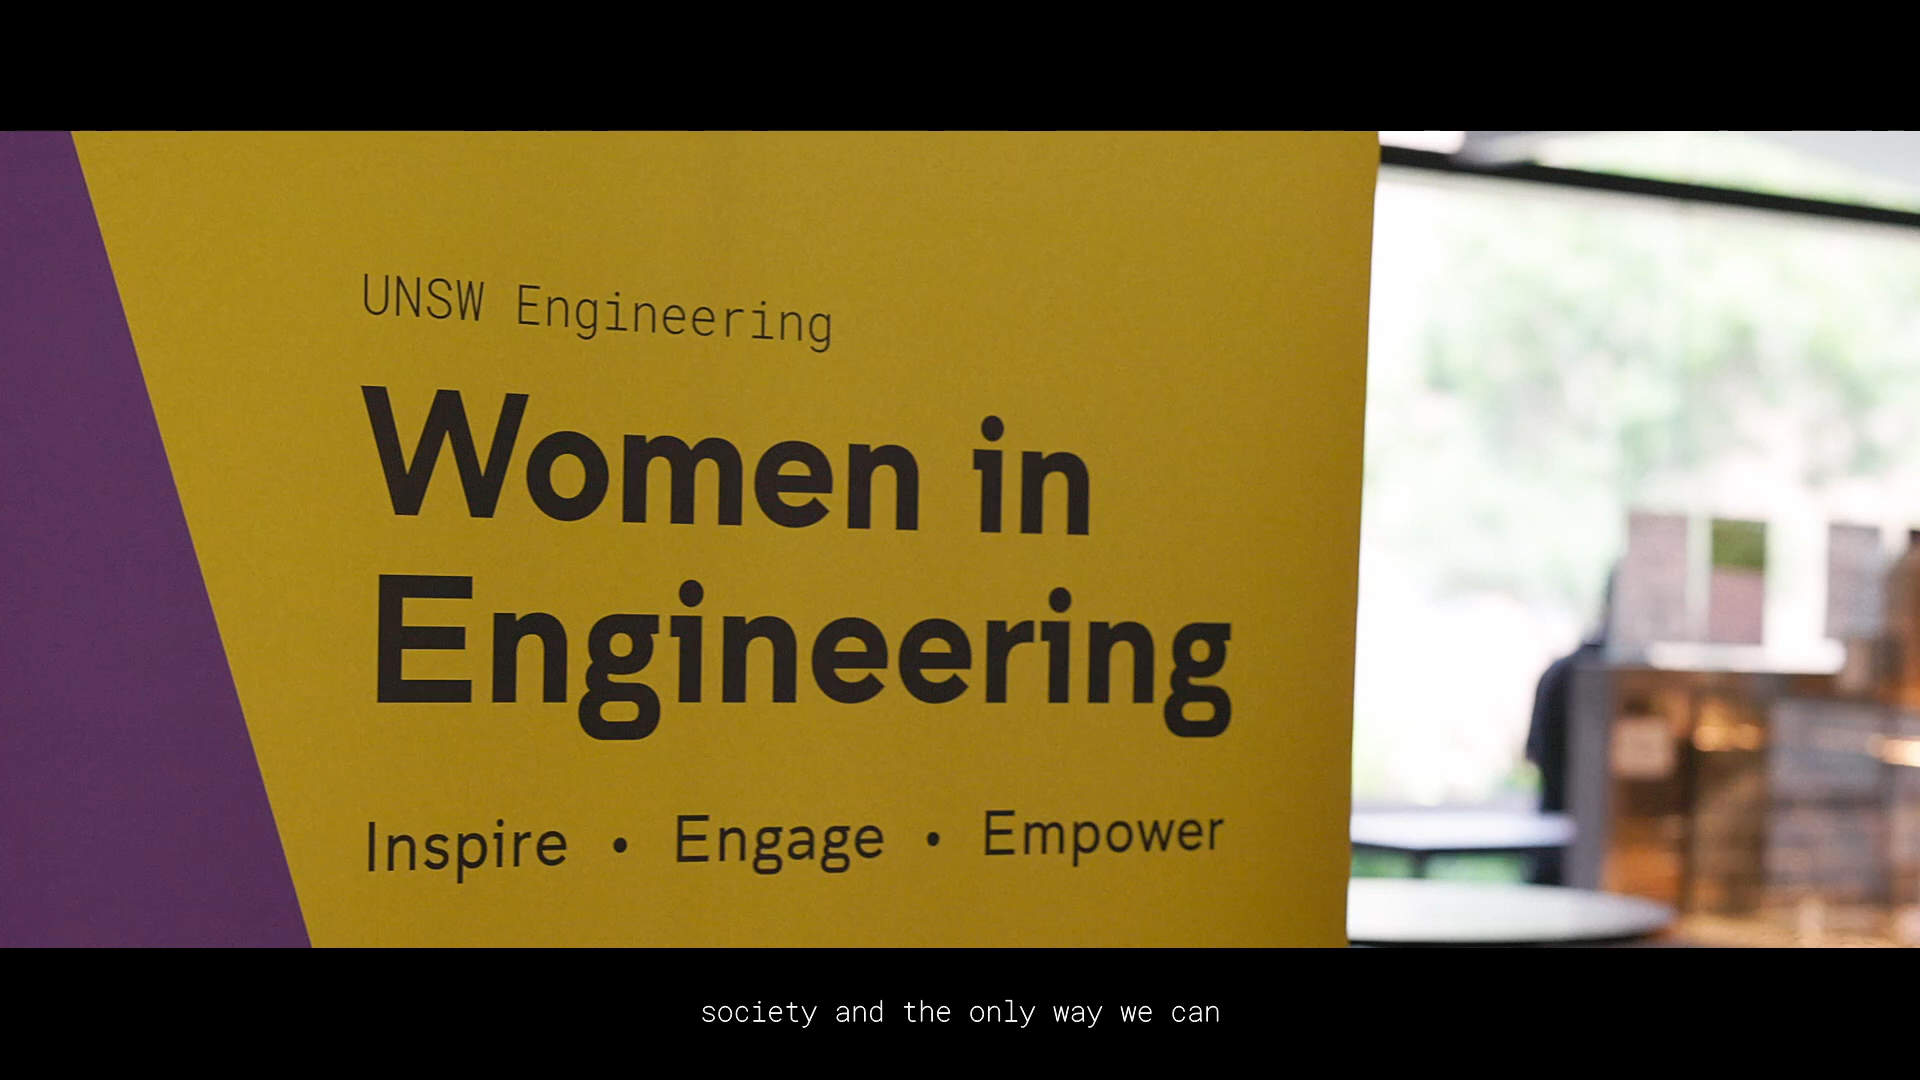 UNSW Engineering
Women in
Engineering
Inspire • Engage • Empower
society and the only way we can